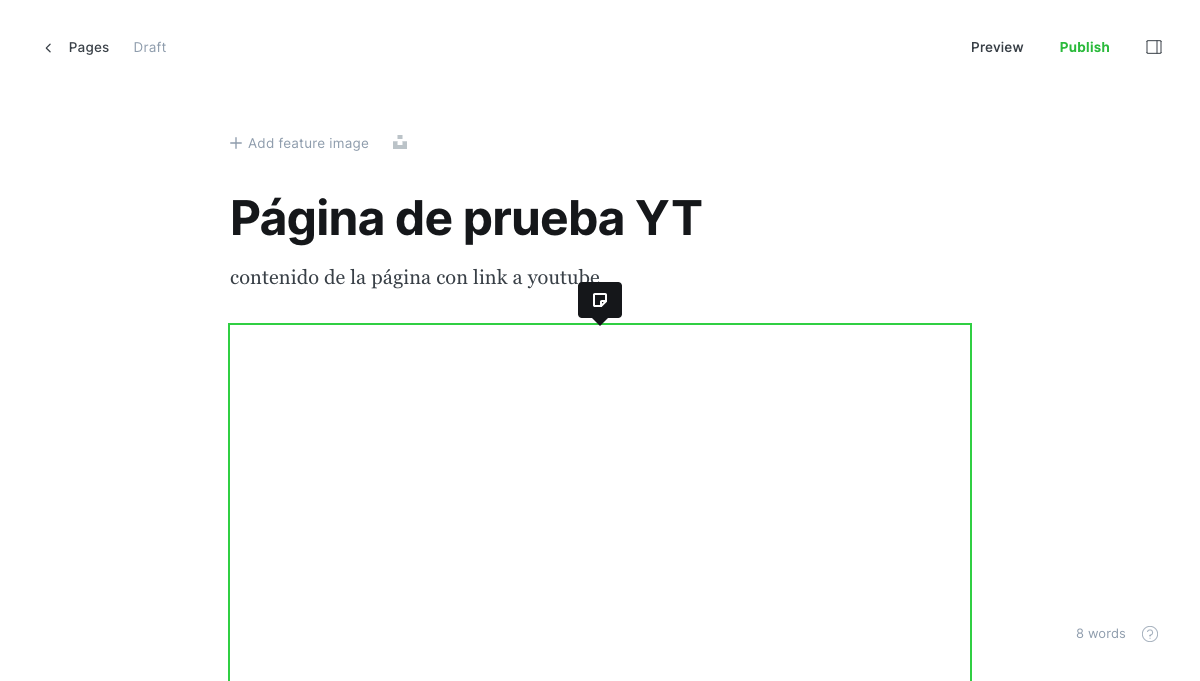 Pages Draft Preview Publish
Add feature image
Página de prueba YT
contenido de la página con link a youtube
8 words